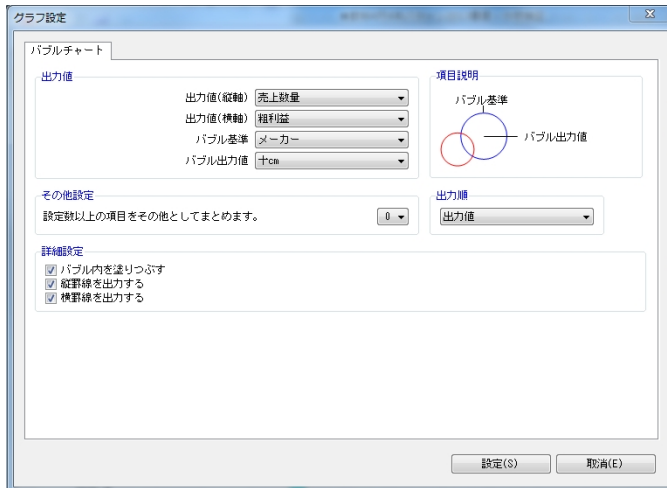 グラフ設定
バブルチャート
出力値
出力値(縦軸) 売上数量
出力値(横軸) 粗利益
バブル基準 メーカー
バブル出力値 十cm
項目説明
バブル基準
バブル出力値
その他設定
設定数以上の項目をその他としてまとめます。 0
出力順
出力値
詳細設定
バブル内を塗りつぶす
縦罫線を出力する
横罫線を出力する
設定(S) 取消(E)